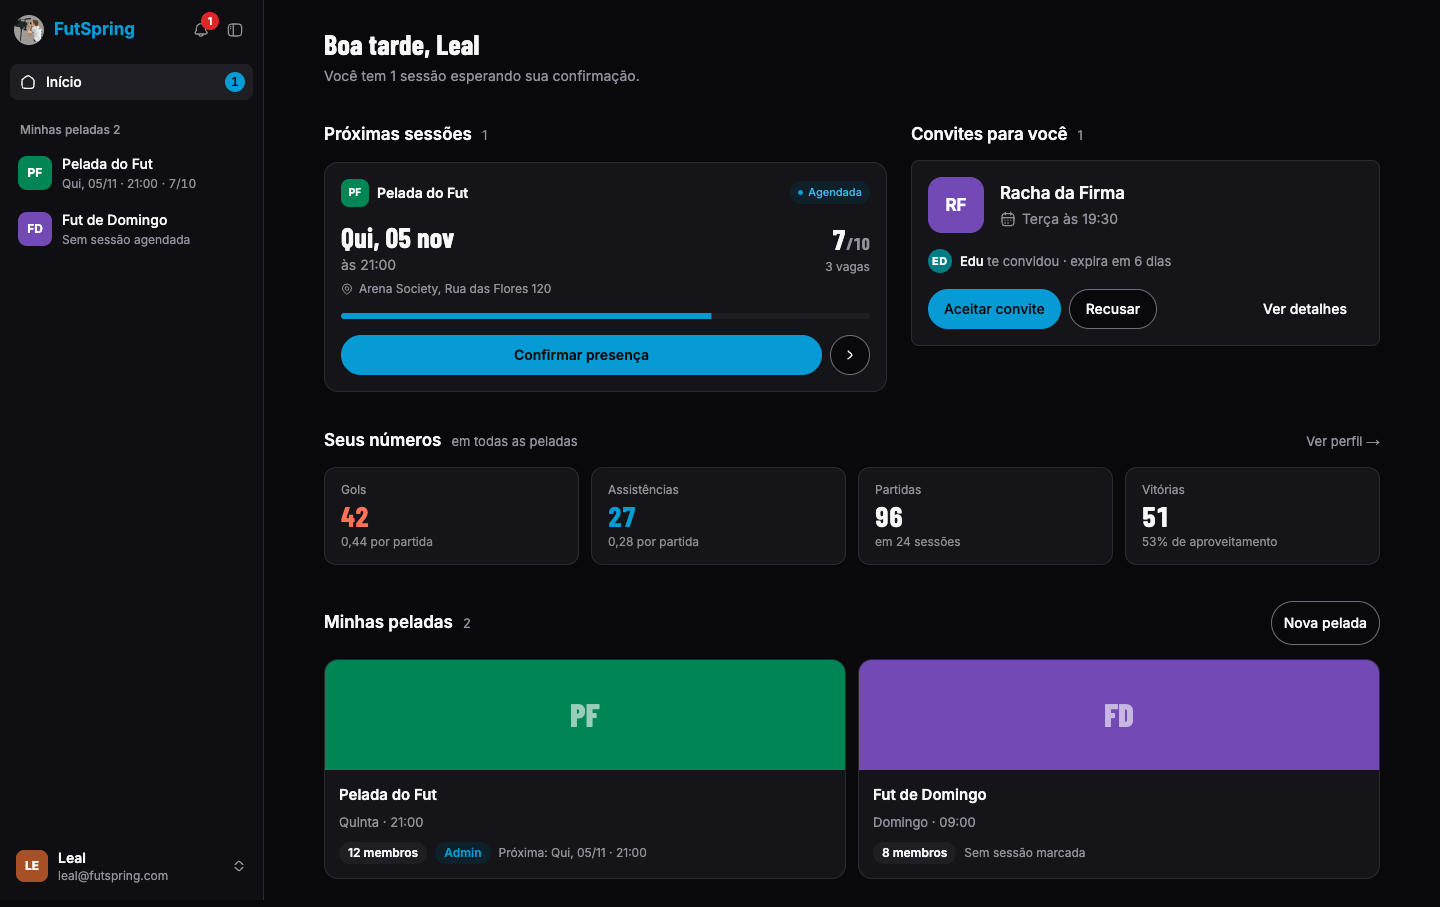 FutSpring
1
Início
1
Minhas peladas 2
PF
Pelada do Fut
Qui, 05/11 · 21:00 · 7/10
FD
Fut de Domingo
Sem sessão agendada
LE
Leal
leal@futspring.com
Boa tarde, Leal
Você tem 1 sessão esperando sua confirmação.
Próximas sessões 1
PF
Pelada do Fut
Agendada
Qui, 05 nov
7/10
às 21:00
3 vagas
Arena Society, Rua das Flores 120
Confirmar presença
Convites para você 1
RF
Racha da Firma
Terça às 19:30
ED
Edu te convidou · expira em 6 dias
Aceitar convite
Recusar
Ver detalhes
Seus números em todas as peladas
Ver perfil →
Gols
42
0,44 por partida
Assistências
27
0,28 por partida
Partidas
96
em 24 sessões
Vitórias
51
53% de aproveitamento
Minhas peladas 2
Nova pelada
PF
Pelada do Fut
Quinta · 21:00
12 membros
Admin
Próxima: Qui, 05/11 · 21:00
FD
Fut de Domingo
Domingo · 09:00
8 membros
Sem sessão marcada